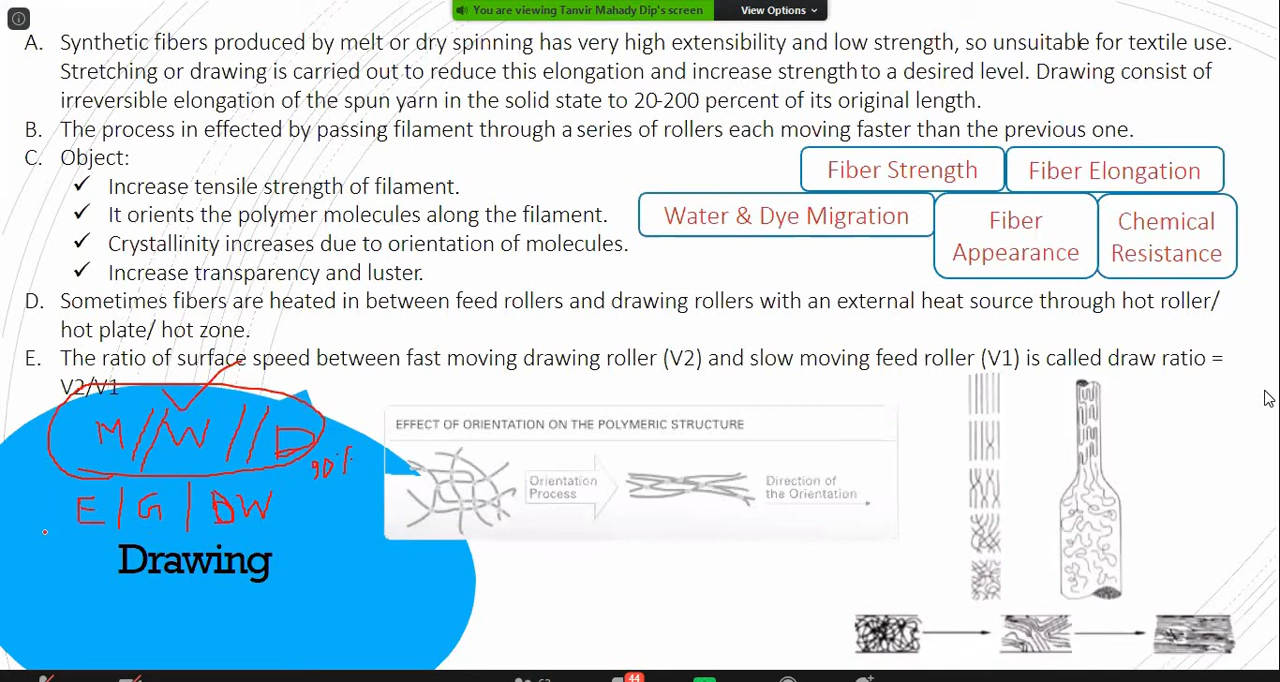 You are viewing Tanvir Mahady Dip's screen
View Options
A. Synthetic fibers produced by melt or dry spinning has very high extensibility and low strength, so unsuitable for textile use.
Stretching or drawing is carried out to reduce this elongation and increase strength to a desired level. Drawing consist of
irreversible elongation of the spun yarn in the solid state to 20-200 percent of its original length.
B. The process in effected by passing filament through a series of rollers each moving faster than the previous one.
C. Object:
✓ Increase tensile strength of filament.
✓ It orients the polymer molecules along the filament.
✓ Crystallinity increases due to orientation of molecules.
✓ Increase transparency and luster.
Fiber Strength
Fiber Elongation
Water & Dye Migration
Fiber
Appearance
Chemical
Resistance
D. Sometimes fibers are heated in between feed rollers and drawing rollers with an external heat source through hot roller/
hot plate/ hot zone.
E. The ratio of surface speed between fast moving drawing roller (V2) and slow moving feed roller (V1) is called draw ratio =
V2/V1
M//W//D
90%
E/G/DW
Drawing
EFFECT OF ORIENTATION ON THE POLYMERIC STRUCTURE
Orientation
Process
Direction of
the Orientation
44